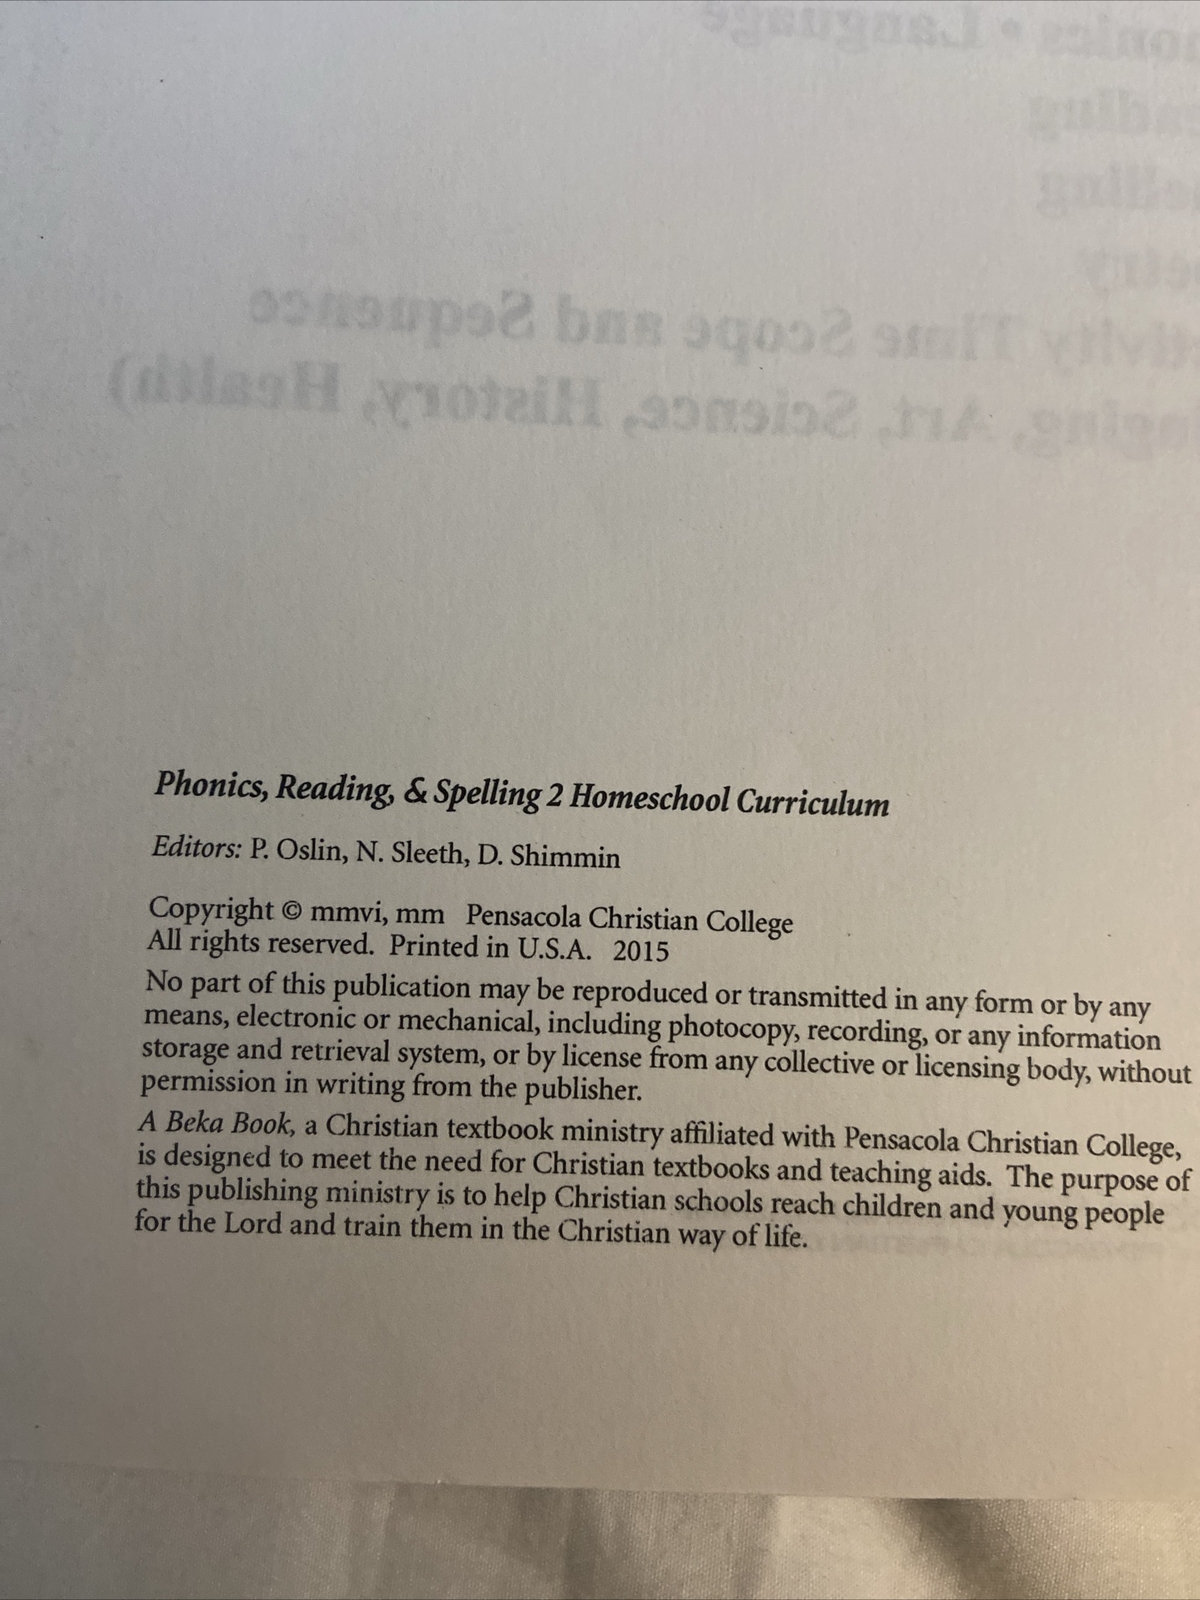 Phonics, Reading, & Spelling 2 Homeschool Curriculum
Editors: P. Oslin, N. Sleeth, D. Shimmin
Copyright © mmvi, mm Pensacola Christian College
All rights reserved. Printed in U.S.A. 2015
No part of this publication may be reproduced or transmitted in any form or by any
means, electronic or mechanical, including photocopy, recording, or any information
storage and retrieval system, or by license from any collective or licensing body, without
permission in writing from the publisher.
A Beka Book, a Christian textbook ministry affiliated with Pensacola Christian College,
is designed to meet the need for Christian textbooks and teaching aids. The purpose of
this publishing ministry is to help Christian schools reach children and young people
for the Lord and train them in the Christian way of life.